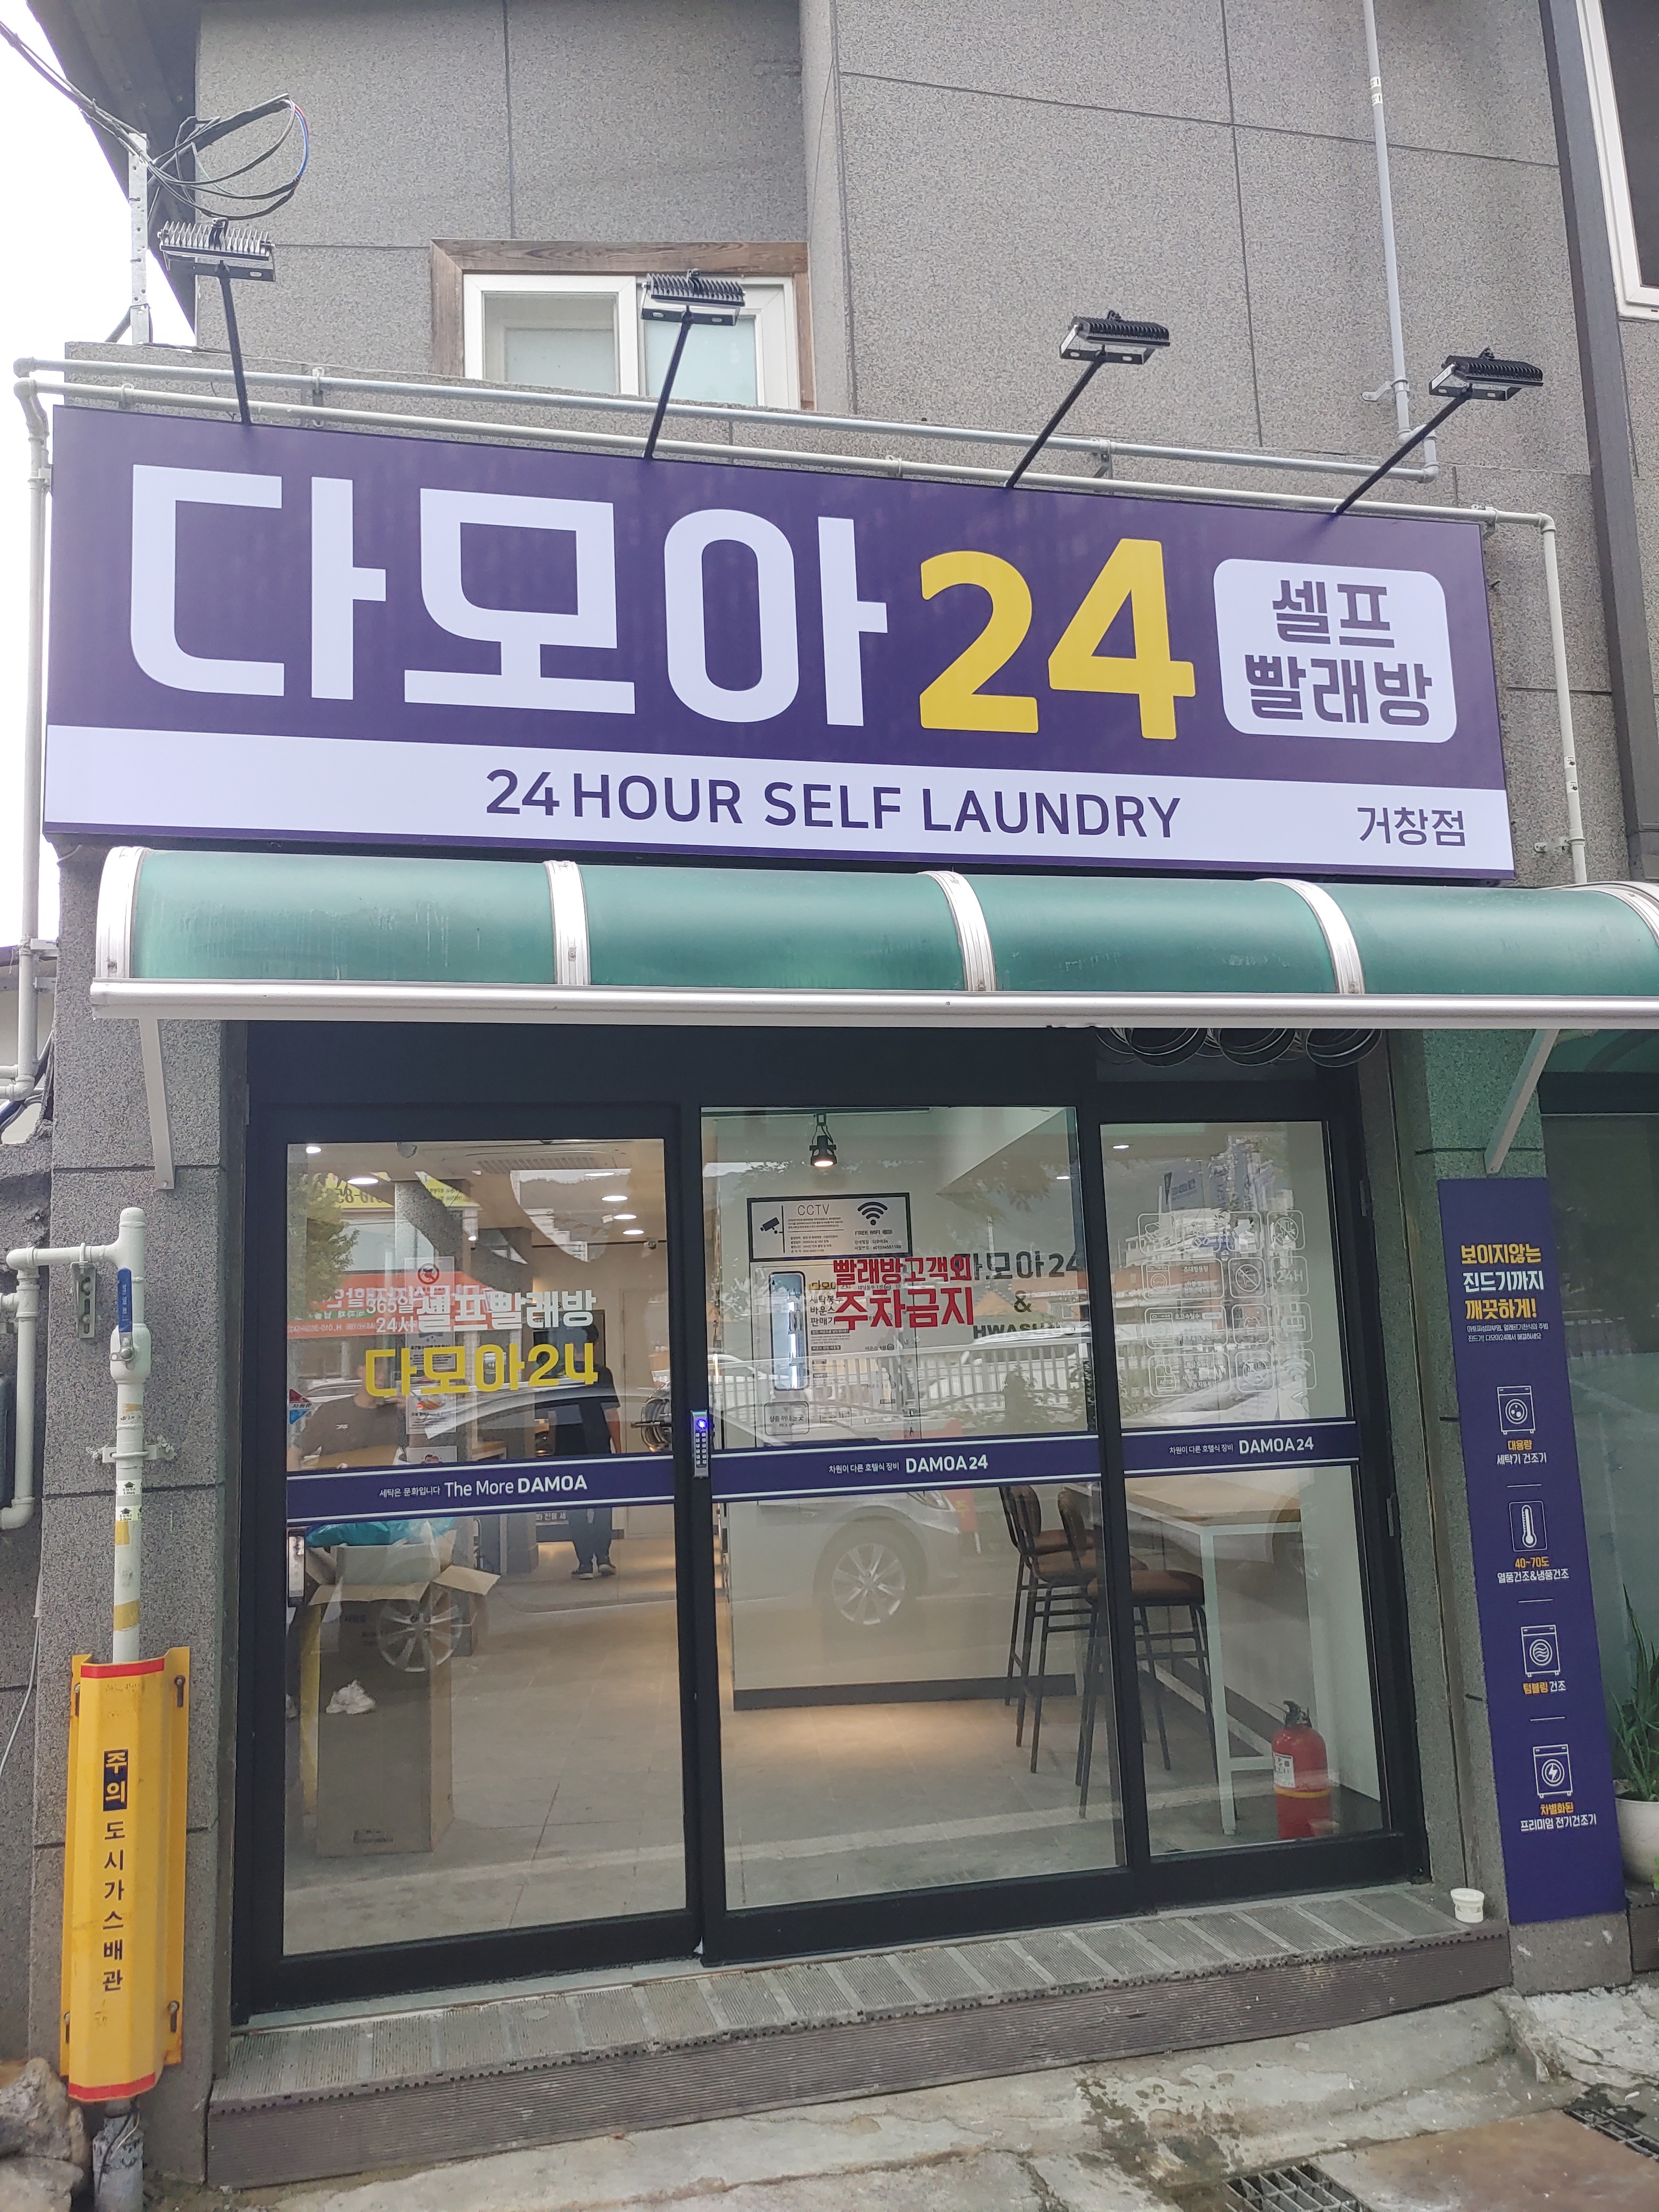 다모아24
셀프
빨래방
24 HOUR SELF LAUNDRY
거창점
CCTV
FREE WIFI
빨래방고객외
주차금지
다모아24
&
365일
24시
셀프빨래방
다모아24
세탁은 문화입니다 The More DAMOA
차원이 다른 호텔식 장비 DAMOA24
차원이 다른 호텔식 장비 DAMOA24
24H
보이지않는
진드기까지
깨끗하게!
대용량
세탁기 건조기
40~70도
열풍건조&냉풍건조
텀블링 건조
차별화된
프리미엄 전기건조기
주의 도시가스배관